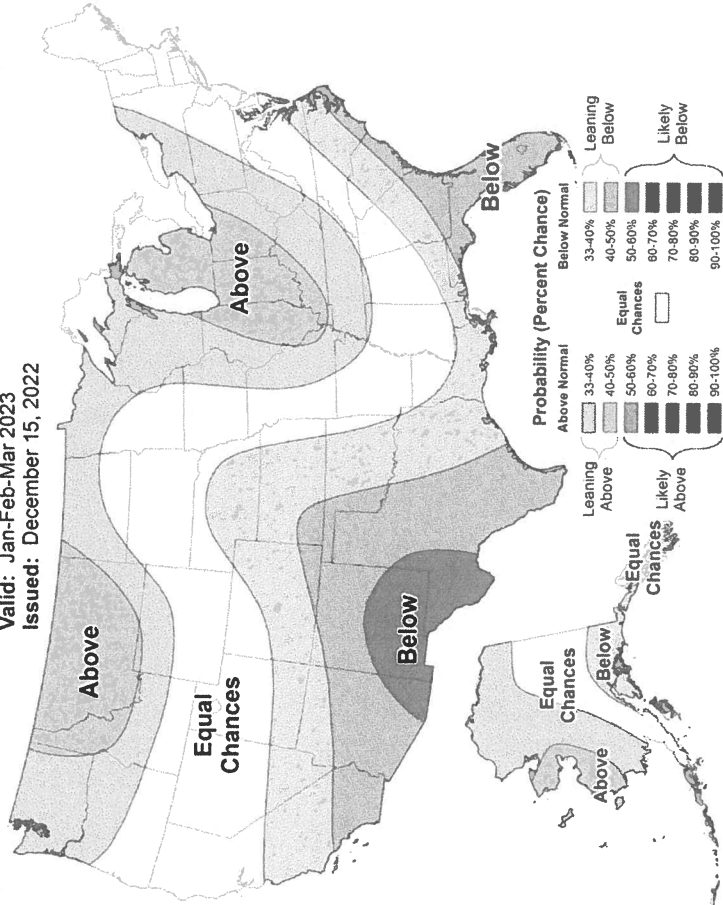 Valid: Jan-Feb-Mar 2023
Issued: December 15, 2022
Above
Above
Equal
Chances
Below
Below
Equal
Chances
Above
Below
Equal
Chances
Probability (Percent Chance)
Above Normal
Below Normal
Leaning
Above
33-40%
40-50%
Likely
Above
50-60%
60-70%
70-80%
80-90%
90-100%
Equal
Chances
33-40%
40-50%
Leaning
Below
50-60%
60-70%
70-80%
80-90%
90-100%
Likely
Below